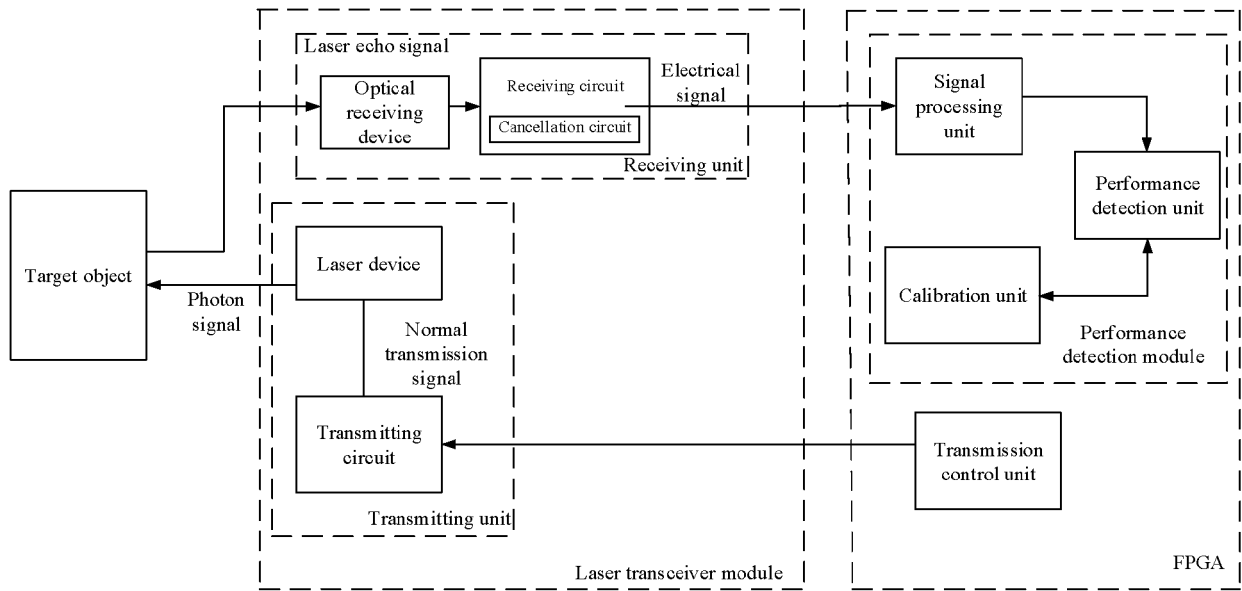 Laser echo signal
Optical
receiving
device
Receiving circuit
Cancellation circuit
Receiving unit
Electrical
signal
Signal
processing
unit
Performance
detection unit
Calibration unit
Performance
detection module
Target object
Photon
signal
Laser device
Normal
transmission
signal
Transmitting
circuit
Transmitting unit
Laser transceiver module
Transmission
control unit
FPGA